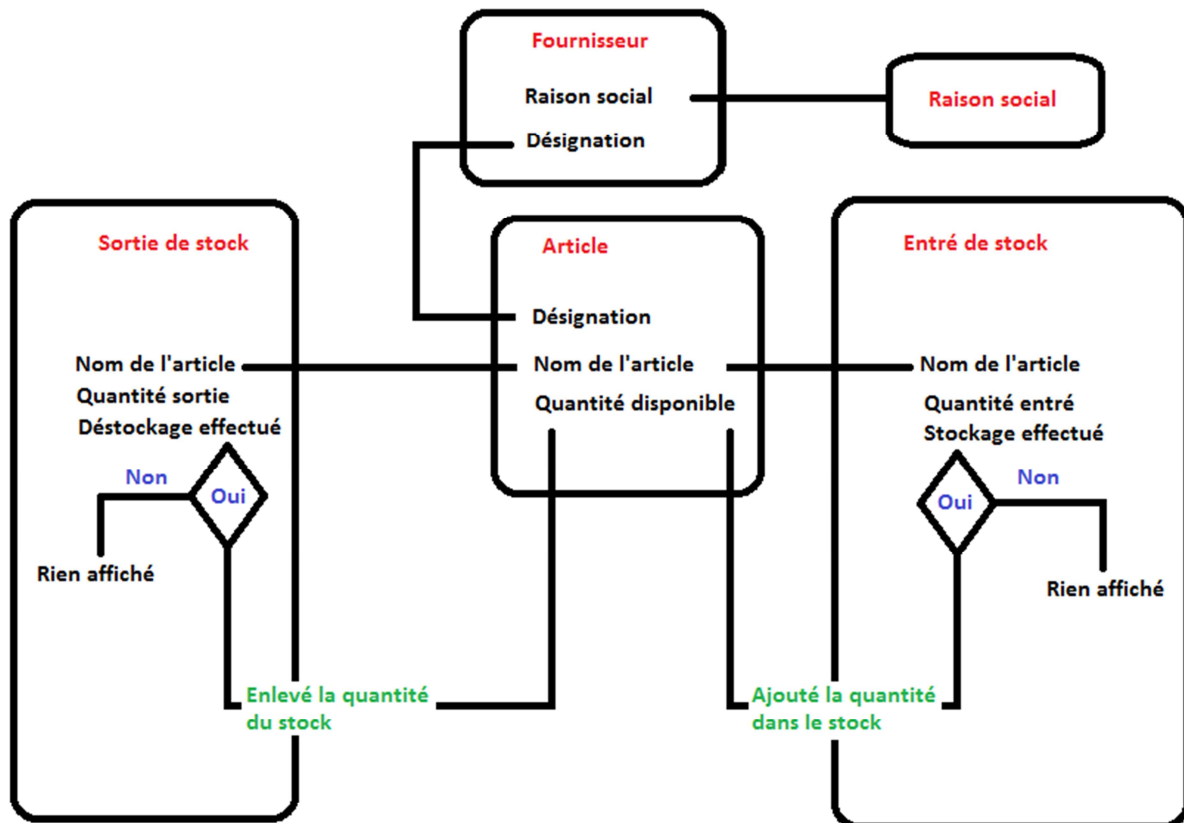 Fournisseur
Raison social
Désignation
Raison social
Sortie de stock
Nom de l'article
Quantité sortie
Déstockage effectué
Non
Oui
Rien affiché
Enlevé la quantité
du stock
Article
Désignation
Nom de l'article
Quantité disponible
Entré de stock
Nom de l'article
Quantité entré
Stockage effectué
Oui
Non
Rien affiché
Ajouté la quantité
dans le stock